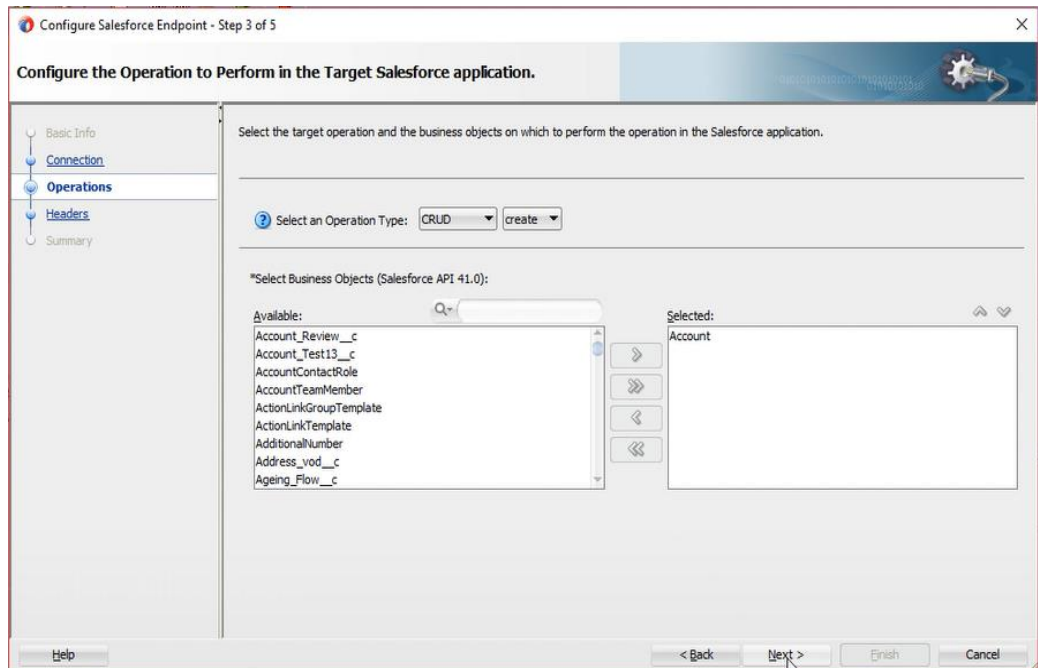 Configure Salesforce Endpoint - Step 3 of 5
Configure the Operation to Perform in the Target Salesforce application.
Basic Info
Connection
Operations
Headers
Summary
Select the target operation and the business objects on which to perform the operation in the Salesforce application.
Select an Operation Type: CRUD create
*Select Business Objects (Salesforce API 41.0):
Available:
Account_Review__c
Account_Test13__c
AccountContactRole
AccountTeamMember
ActionLinkGroupTemplate
ActionLinkTemplate
AdditionalNumber
Address_vod__c
Ageing_Flow__c
Selected:
Account
Help
< Back Next > Finish Cancel